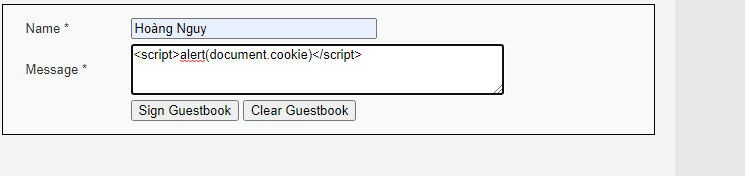 Name * Hoàng Nguy
Message * <script>alert(document.cookie)</script>
Sign Guestbook Clear Guestbook